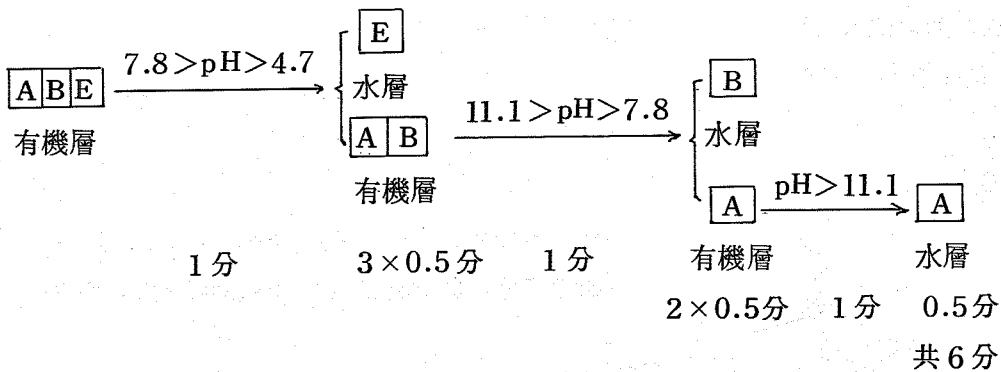 7.8>pH>4.7
A B E
有機層
E
水層
A B
有機層
11.1>pH>7.8
B
水層
A
有機層
pH>11.1
A
水層
1分 3×0.5分 1分
2×0.5分 1分 0.5分
共6分